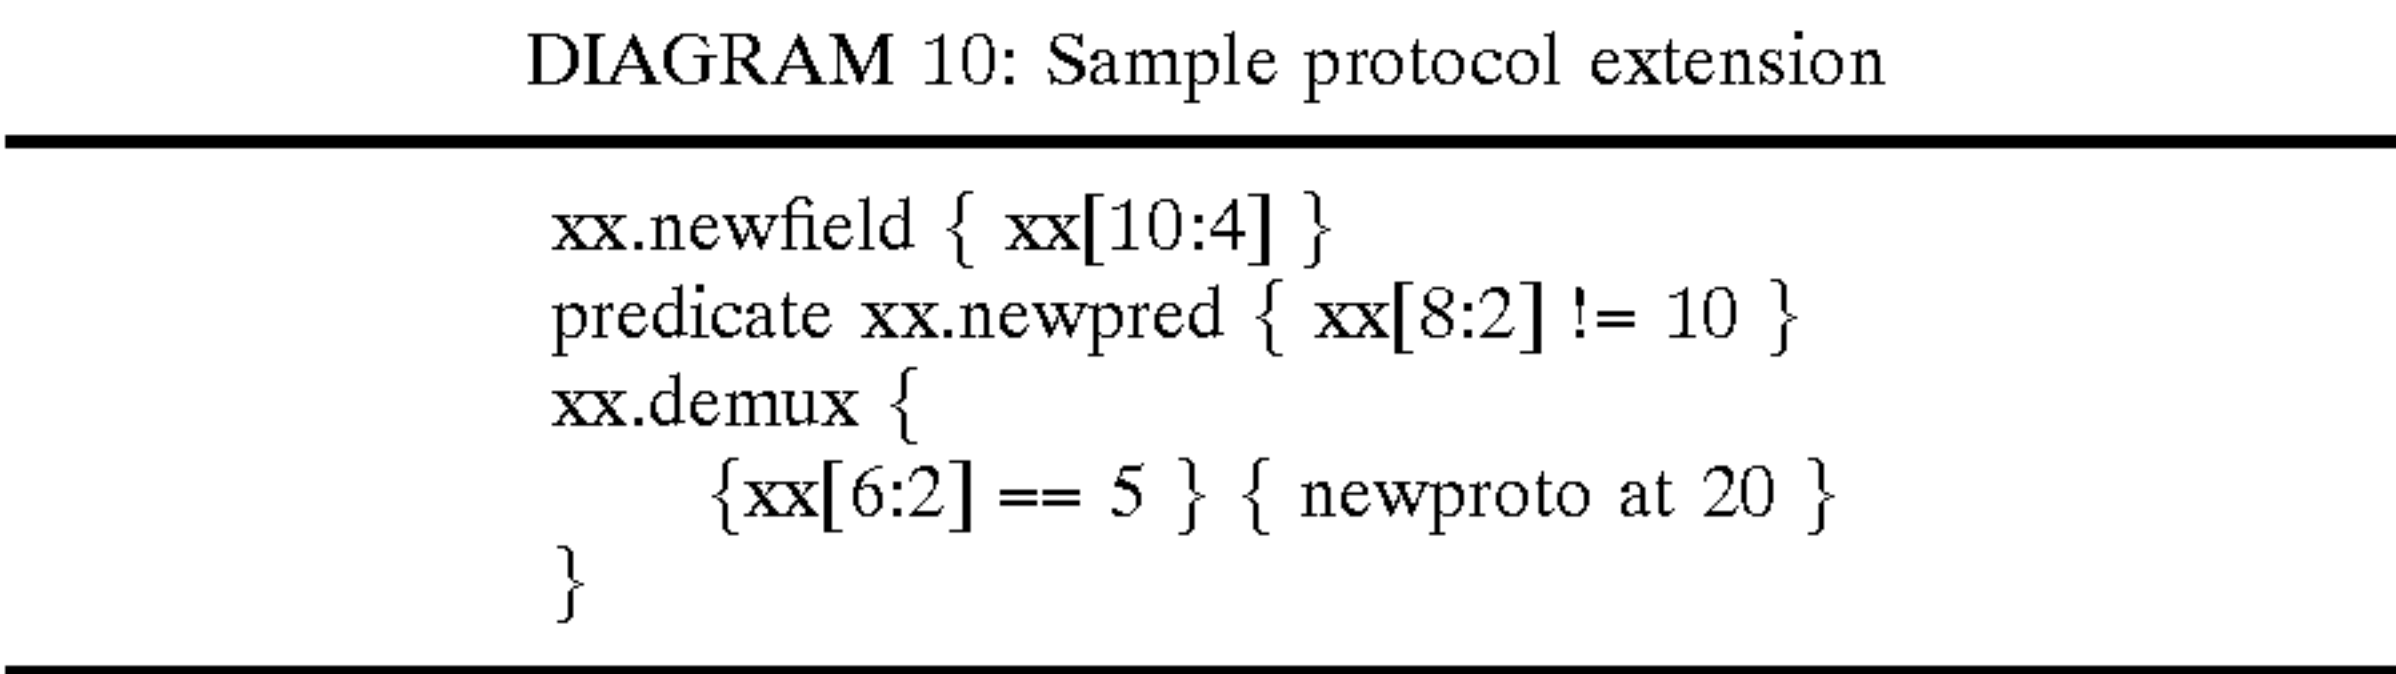 DIAGRAM 10: Sample protocol extension
xx.newfield { xx[10:4] }
predicate xx.newpred { xx[8:2] != 10 }
xx.demux {
{xx[6:2] == 5 } { newproto at 20 }
}